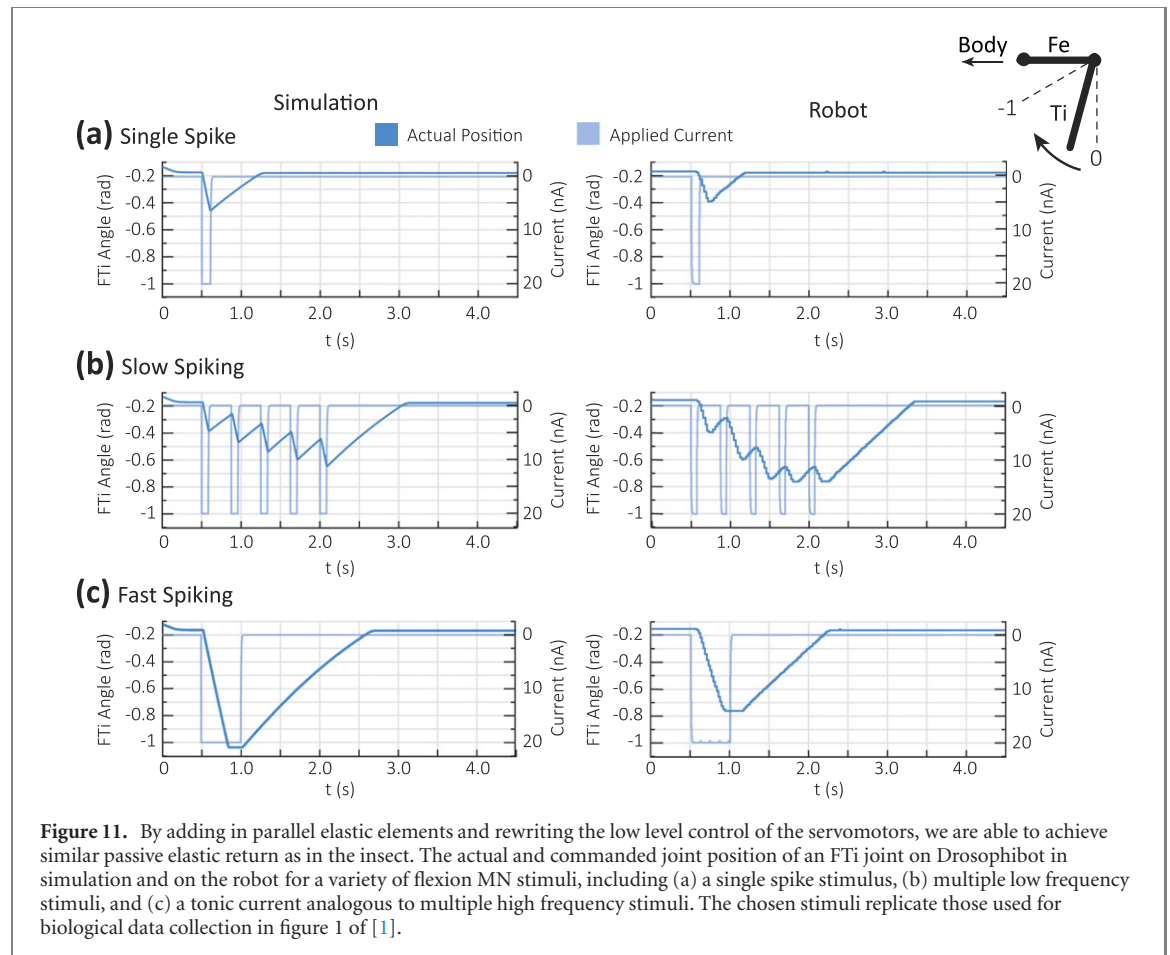 Body Fe
-1 Ti
0
Simulation
Robot
(a) Single Spike
Actual Position
Applied Current
FTi Angle (rad)
-0.2
-0.4
-0.6
-0.8
-1
0
10
20
Current (nA)
0 1.0 2.0 3.0 4.0
t (s)
FTi Angle (rad)
-0.2
-0.4
-0.6
-0.8
-1
0
10
20
Current (nA)
0 1.0 2.0 3.0 4.0
t (s)
(b) Slow Spiking
FTi Angle (rad)
-0.2
-0.4
-0.6
-0.8
-1
0
10
20
Current (nA)
0 1.0 2.0 3.0 4.0
t (s)
FTi Angle (rad)
-0.2
-0.4
-0.6
-0.8
-1
0
10
20
Current (nA)
0 1.0 2.0 3.0 4.0
t (s)
(c) Fast Spiking
FTi Angle (rad)
-0.2
-0.4
-0.6
-0.8
-1
0
10
20
Current (nA)
0 1.0 2.0 3.0 4.0
t (s)
FTi Angle (rad)
-0.2
-0.4
-0.6
-0.8
-1
0
10
20
Current (nA)
0 1.0 2.0 3.0 4.0
t (s)
Figure 11. By adding in parallel elastic elements and rewriting the low level control of the servomotors, we are able to achieve
similar passive elastic return as in the insect. The actual and commanded joint position of an FTi joint on Drosophibot in
simulation and on the robot for a variety of flexion MN stimuli, including (a) a single spike stimulus, (b) multiple low frequency
stimuli, and (c) a tonic current analogous to multiple high frequency stimuli. The chosen stimuli replicate those used for
biological data collection in figure 1 of [1].